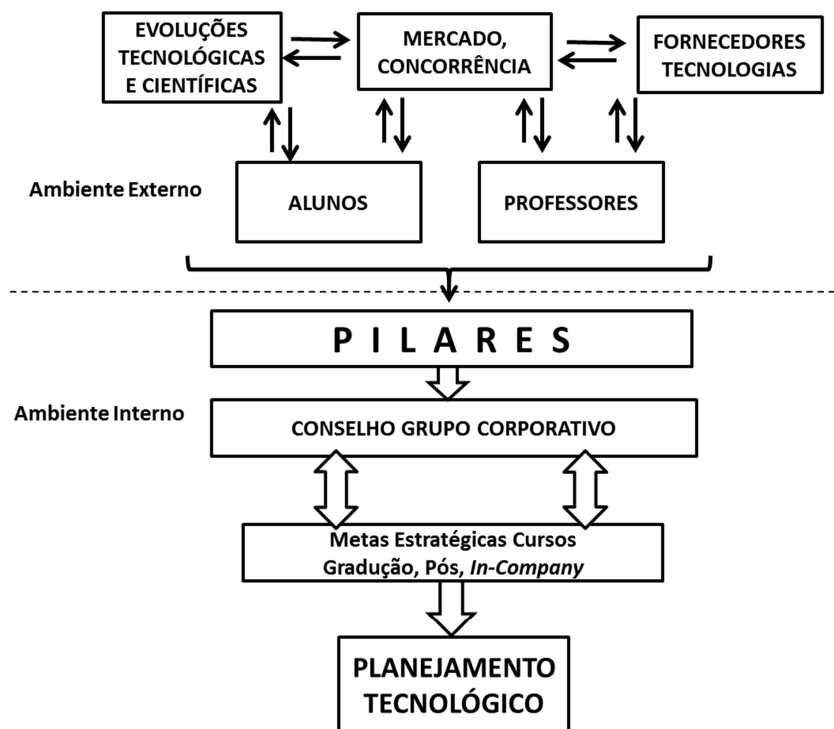 EVOLUÇÕES
TECNOLÓGICAS
E CIENTÍFICAS
MERCADO,
CONCORRÊNCIA
FORNECEDORES
TECNOLOGIAS
Ambiente Externo
ALUNOS
PROFESSORES
P I L A R E S
Ambiente Interno
CONSELHO GRUPO CORPORATIVO
Metas Estratégicas Cursos
Gradução, Pós, In-Company
PLANEJAMENTO
TECNOLÓGICO